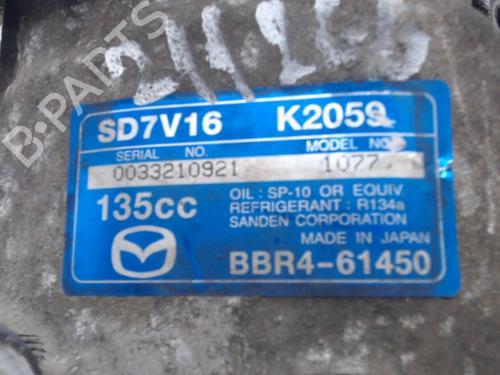 SD7V16 K2059
SERIAL NO. MODEL NO.
0033210921 1077
135cc
OIL : SP-10 OR EQUIV.
REFRIGERANT : R134a
SANDEN CORPORATION
MADE IN JAPAN
BBR4-61450